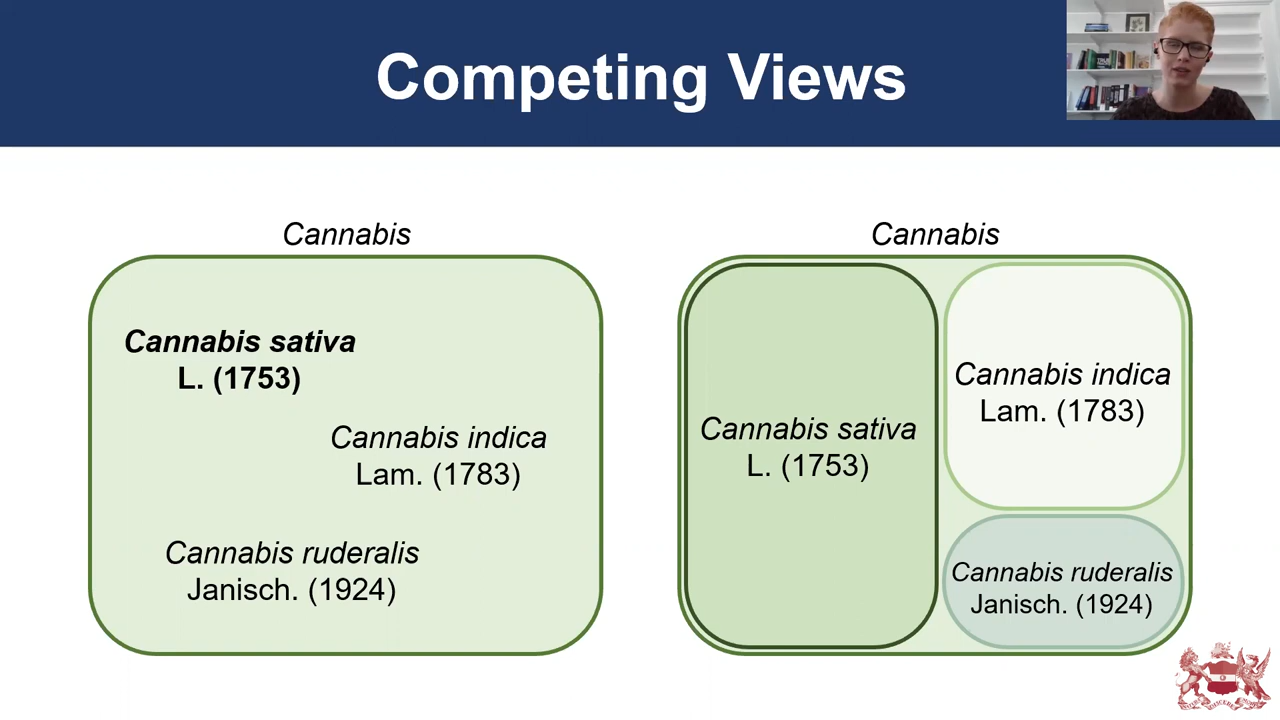 Competing Views
Cannabis
Cannabis sativa
L. (1753)
Cannabis indica
Lam. (1783)
Cannabis ruderalis
Janisch. (1924)
Cannabis
Cannabis sativa
L. (1753)
Cannabis indica
Lam. (1783)
Cannabis ruderalis
Janisch. (1924)